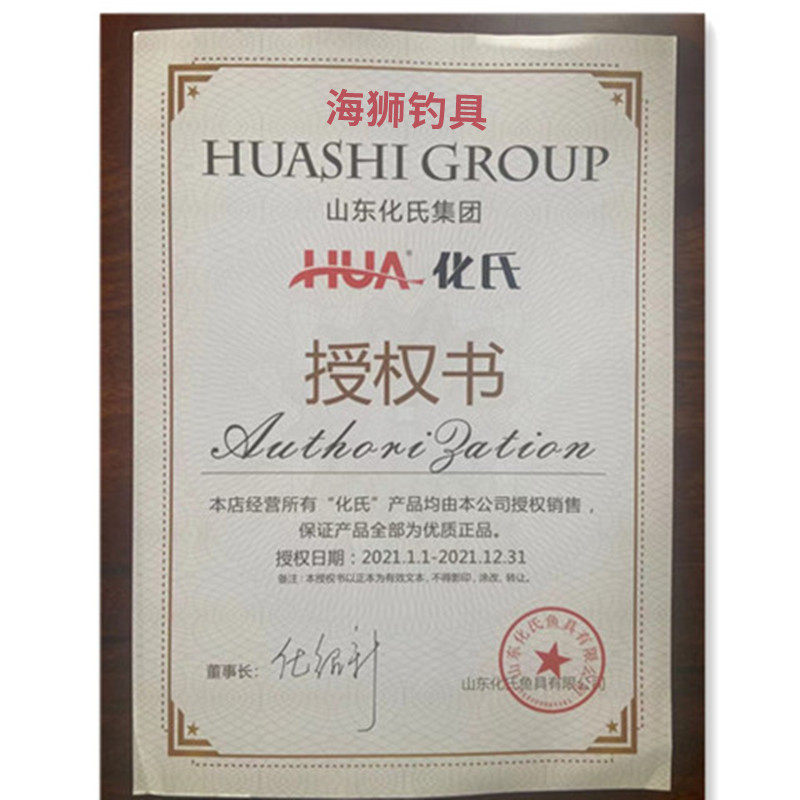 海狮钓具
HUASHI GROUP
山东化氏集团
HUA® 化氏
授权书
AuthoriZation
本店经营所有“化氏”产品均由本公司授权销售，
保证产品全部为优质正品。
授权日期：2021.1.1-2021.12.31
备注：本授权书以正本为有效文本，不得影印，涂改，转让。
董事长：
山东化氏鱼具有限公司
山东化氏鱼具有限公司